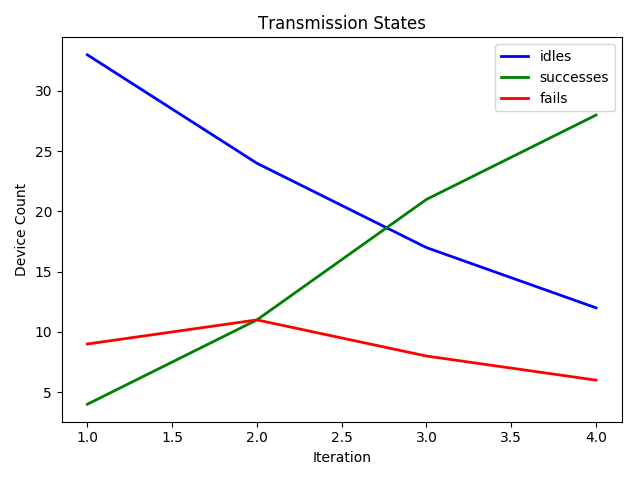 Transmission States
idles
successes
fails
Device Count
30
25
20
15
10
5
1.0 1.5 2.0 2.5 3.0 3.5 4.0
Iteration